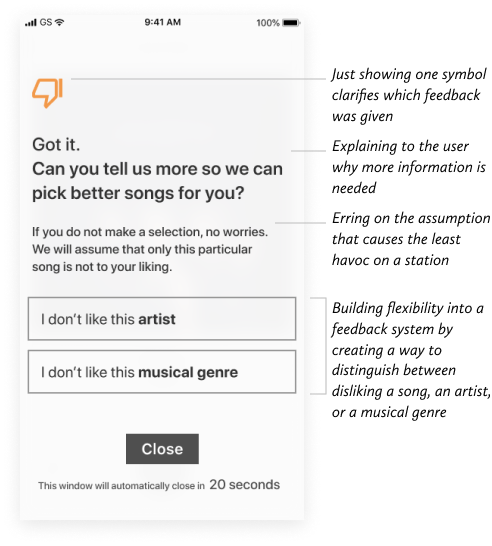 GS 9:41 AM 100%
Just showing one symbol
clarifies which feedback
was given
Got it.
Can you tell us more so we can
pick better songs for you?
Explaining to the user
why more information is
needed
If you do not make a selection, no worries.
We will assume that only this particular
song is not to your liking.
Erring on the assumption
that causes the least
havoc on a station
I don't like this artist
I don't like this musical genre
Building flexibility into a
feedback system by
creating a way to
distinguish between
disliking a song, an artist,
or a musical genre
Close
This window will automatically close in 20 seconds